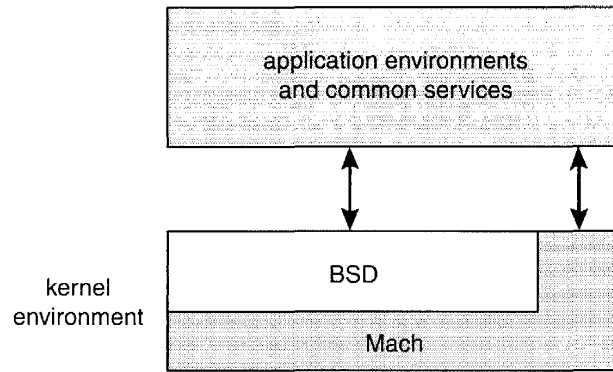 application environments
and common services
BSD
kernel
environment
Mach